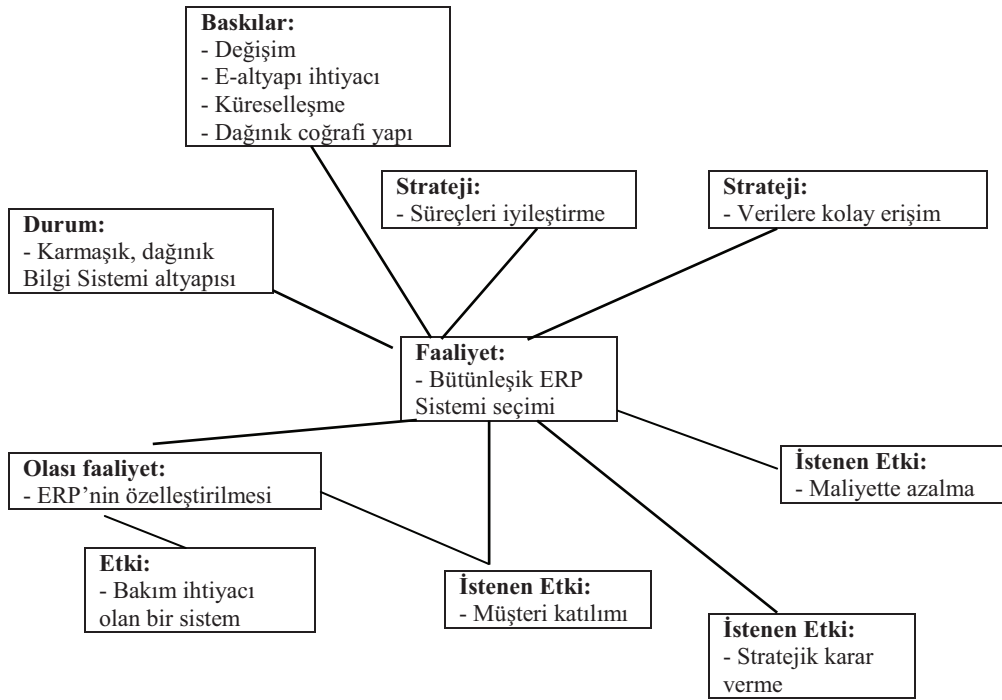 Baskılar:
- Değişim
- E-altyapı ihtiyacı
- Küreselleşme
- Dağınık coğrafi yapı
Strateji:
- Süreçleri iyileştirme
Strateji:
- Verilere kolay erişim
Durum:
- Karmaşık, dağınık
Bilgi Sistemi altyapısı
Faaliyet:
- Bütünleşik ERP
Sistemi seçimi
Olası faaliyet:
- ERP’nin özelleştirilmesi
İstenen Etki:
- Maliyette azalma
Etki:
- Bakım ihtiyacı
olan bir sistem
İstenen Etki:
- Müşteri katılımı
İstenen Etki:
- Stratejik karar
verme